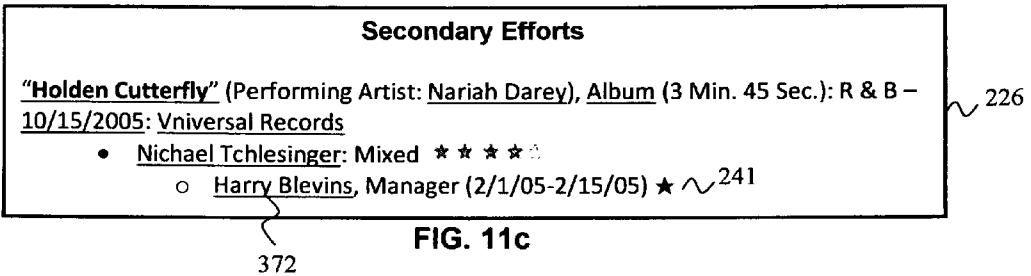 Secondary Efforts
"Holden Cutterfly" (Performing Artist: Nariah Darey), Album (3 Min. 45 Sec.): R & B –
10/15/2005: Vniversal Records
226
• Nichael Tchlesinger: Mixed ★ ★ ★ ★ ☆
○ Harry Blevins, Manager (2/1/05-2/15/05) ★ 241
FIG. 11c
372